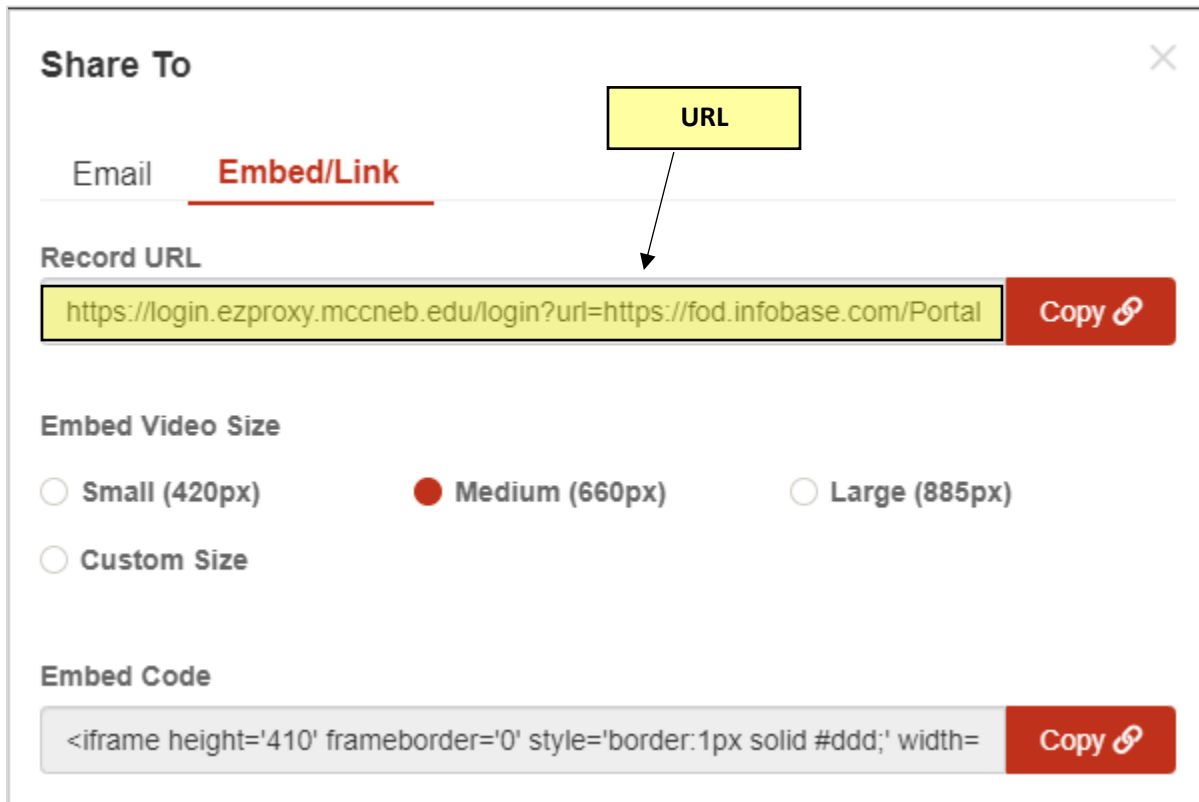 Share To
URL
Email Embed/Link
Record URL
https://login.ezproxy.mccneb.edu/login?url=https://fod.infobase.com/Portal Copy
Embed Video Size
Small (420px) Medium (660px) Large (885px)
Custom Size
Embed Code
<iframe height='410' frameborder='0' style='border:1px solid #ddd;' width= Copy